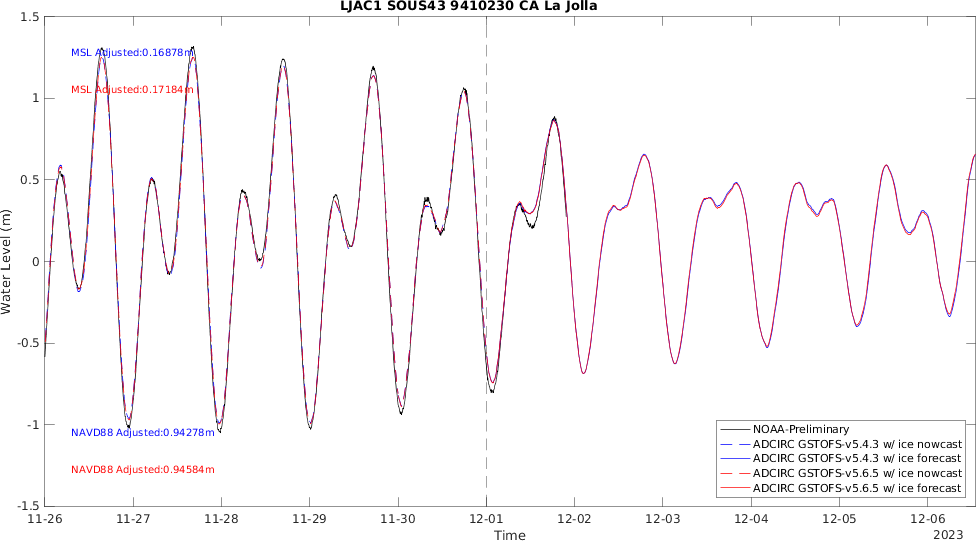 LJAC1 SOUS43 9410230 CA La Jolla
1.5
MSL Adjusted:0.16878m
1
MSL Adjusted:0.17184m
0.5
0
Water Level (m)
-0.5
-1
NAVD88 Adjusted:0.94278m
NAVD88 Adjusted:0.94584m
-1.5
NOAA-Preliminary
ADCIRC GSTOFS-v5.4.3 w/ ice nowcast
ADCIRC GSTOFS-v5.4.3 w/ ice forecast
ADCIRC GSTOFS-v5.6.5 w/ ice nowcast
ADCIRC GSTOFS-v5.6.5 w/ ice forecast
11-26 11-27 11-28 11-29 11-30 12-01 12-02 12-03 12-04 12-05 12-06
Time
2023